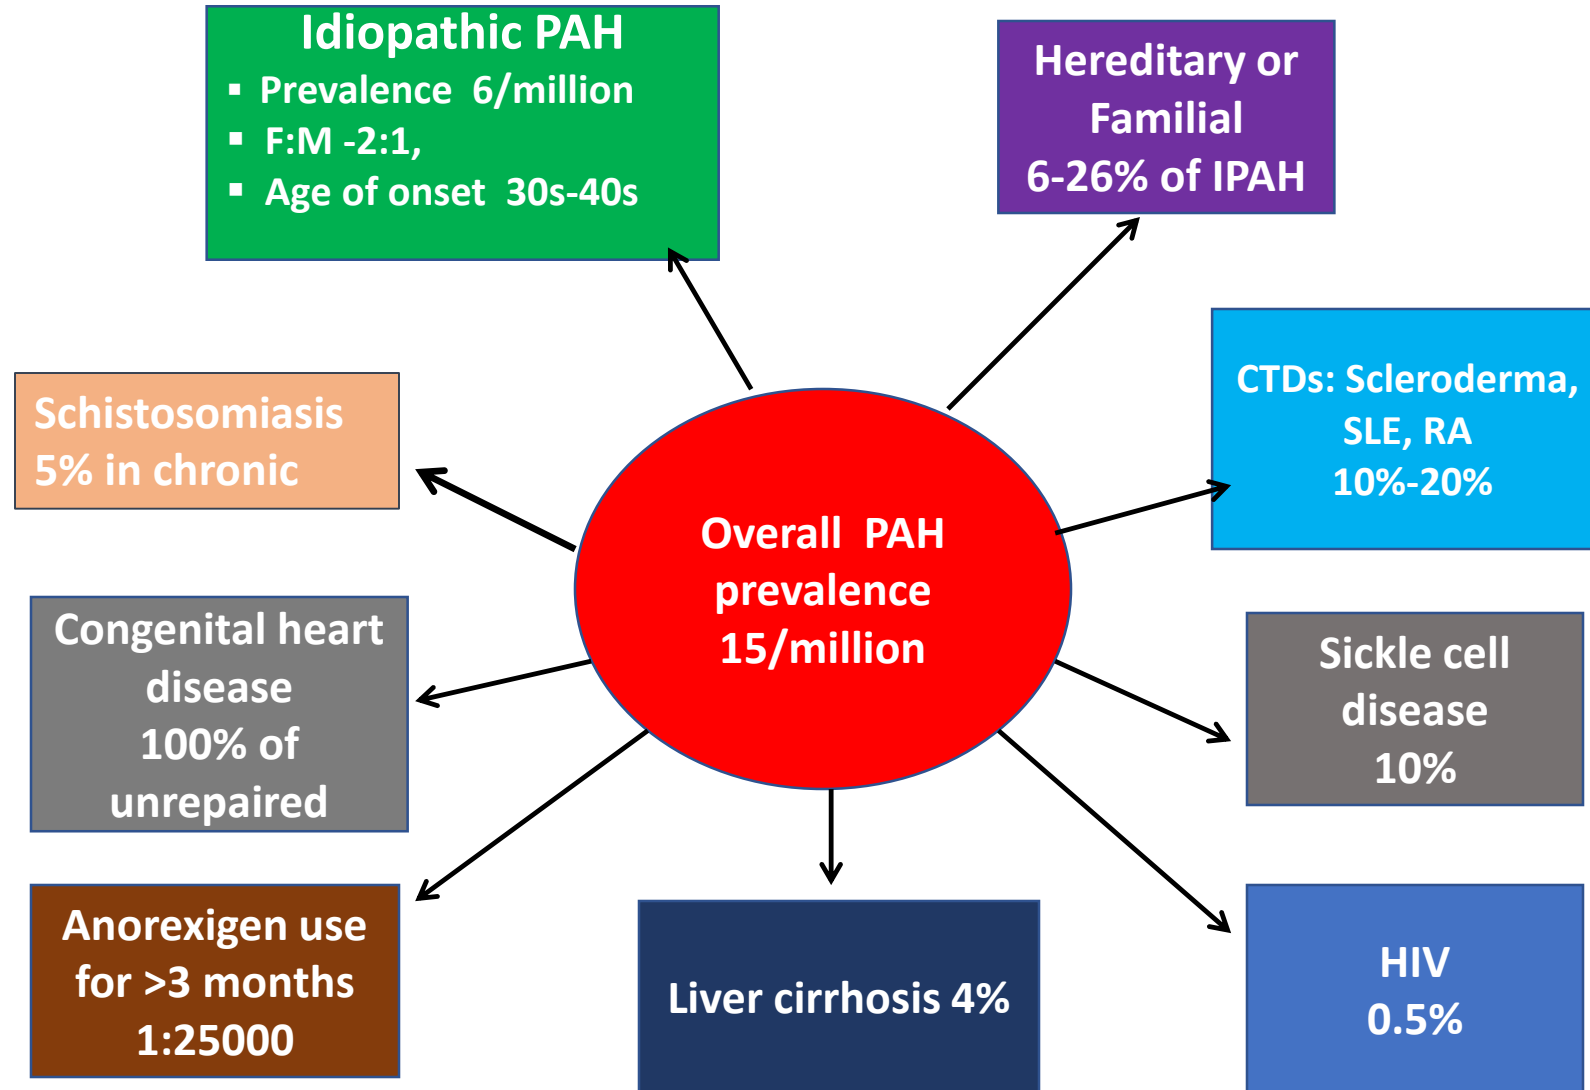 Idiopathic PAH
▪ Prevalence 6/million
▪ F:M -2:1,
▪ Age of onset 30s-40s
Hereditary or
Familial
6-26% of IPAH
CTDs: Scleroderma,
SLE, RA
10%-20%
Schistosomiasis
5% in chronic
Overall PAH
prevalence
15/million
Congenital heart
disease
100% of
unrepaired
Sickle cell
disease
10%
Anorexigen use
for >3 months
1:25000
Liver cirrhosis 4%
HIV
0.5%